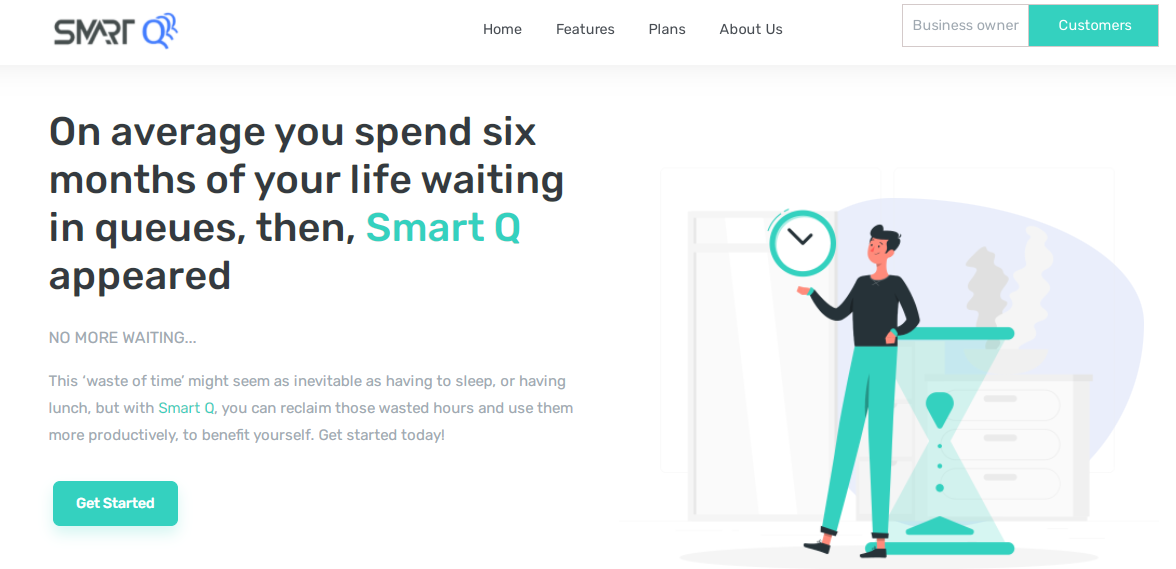 SMART Q
Home Features Plans About Us
Business owner Customers
On average you spend six
months of your life waiting
in queues, then, Smart Q
appeared
NO MORE WAITING...
This ‘waste of time’ might seem as inevitable as having to sleep, or having
lunch, but with Smart Q, you can reclaim those wasted hours and use them
more productively, to benefit yourself. Get started today!
Get Started